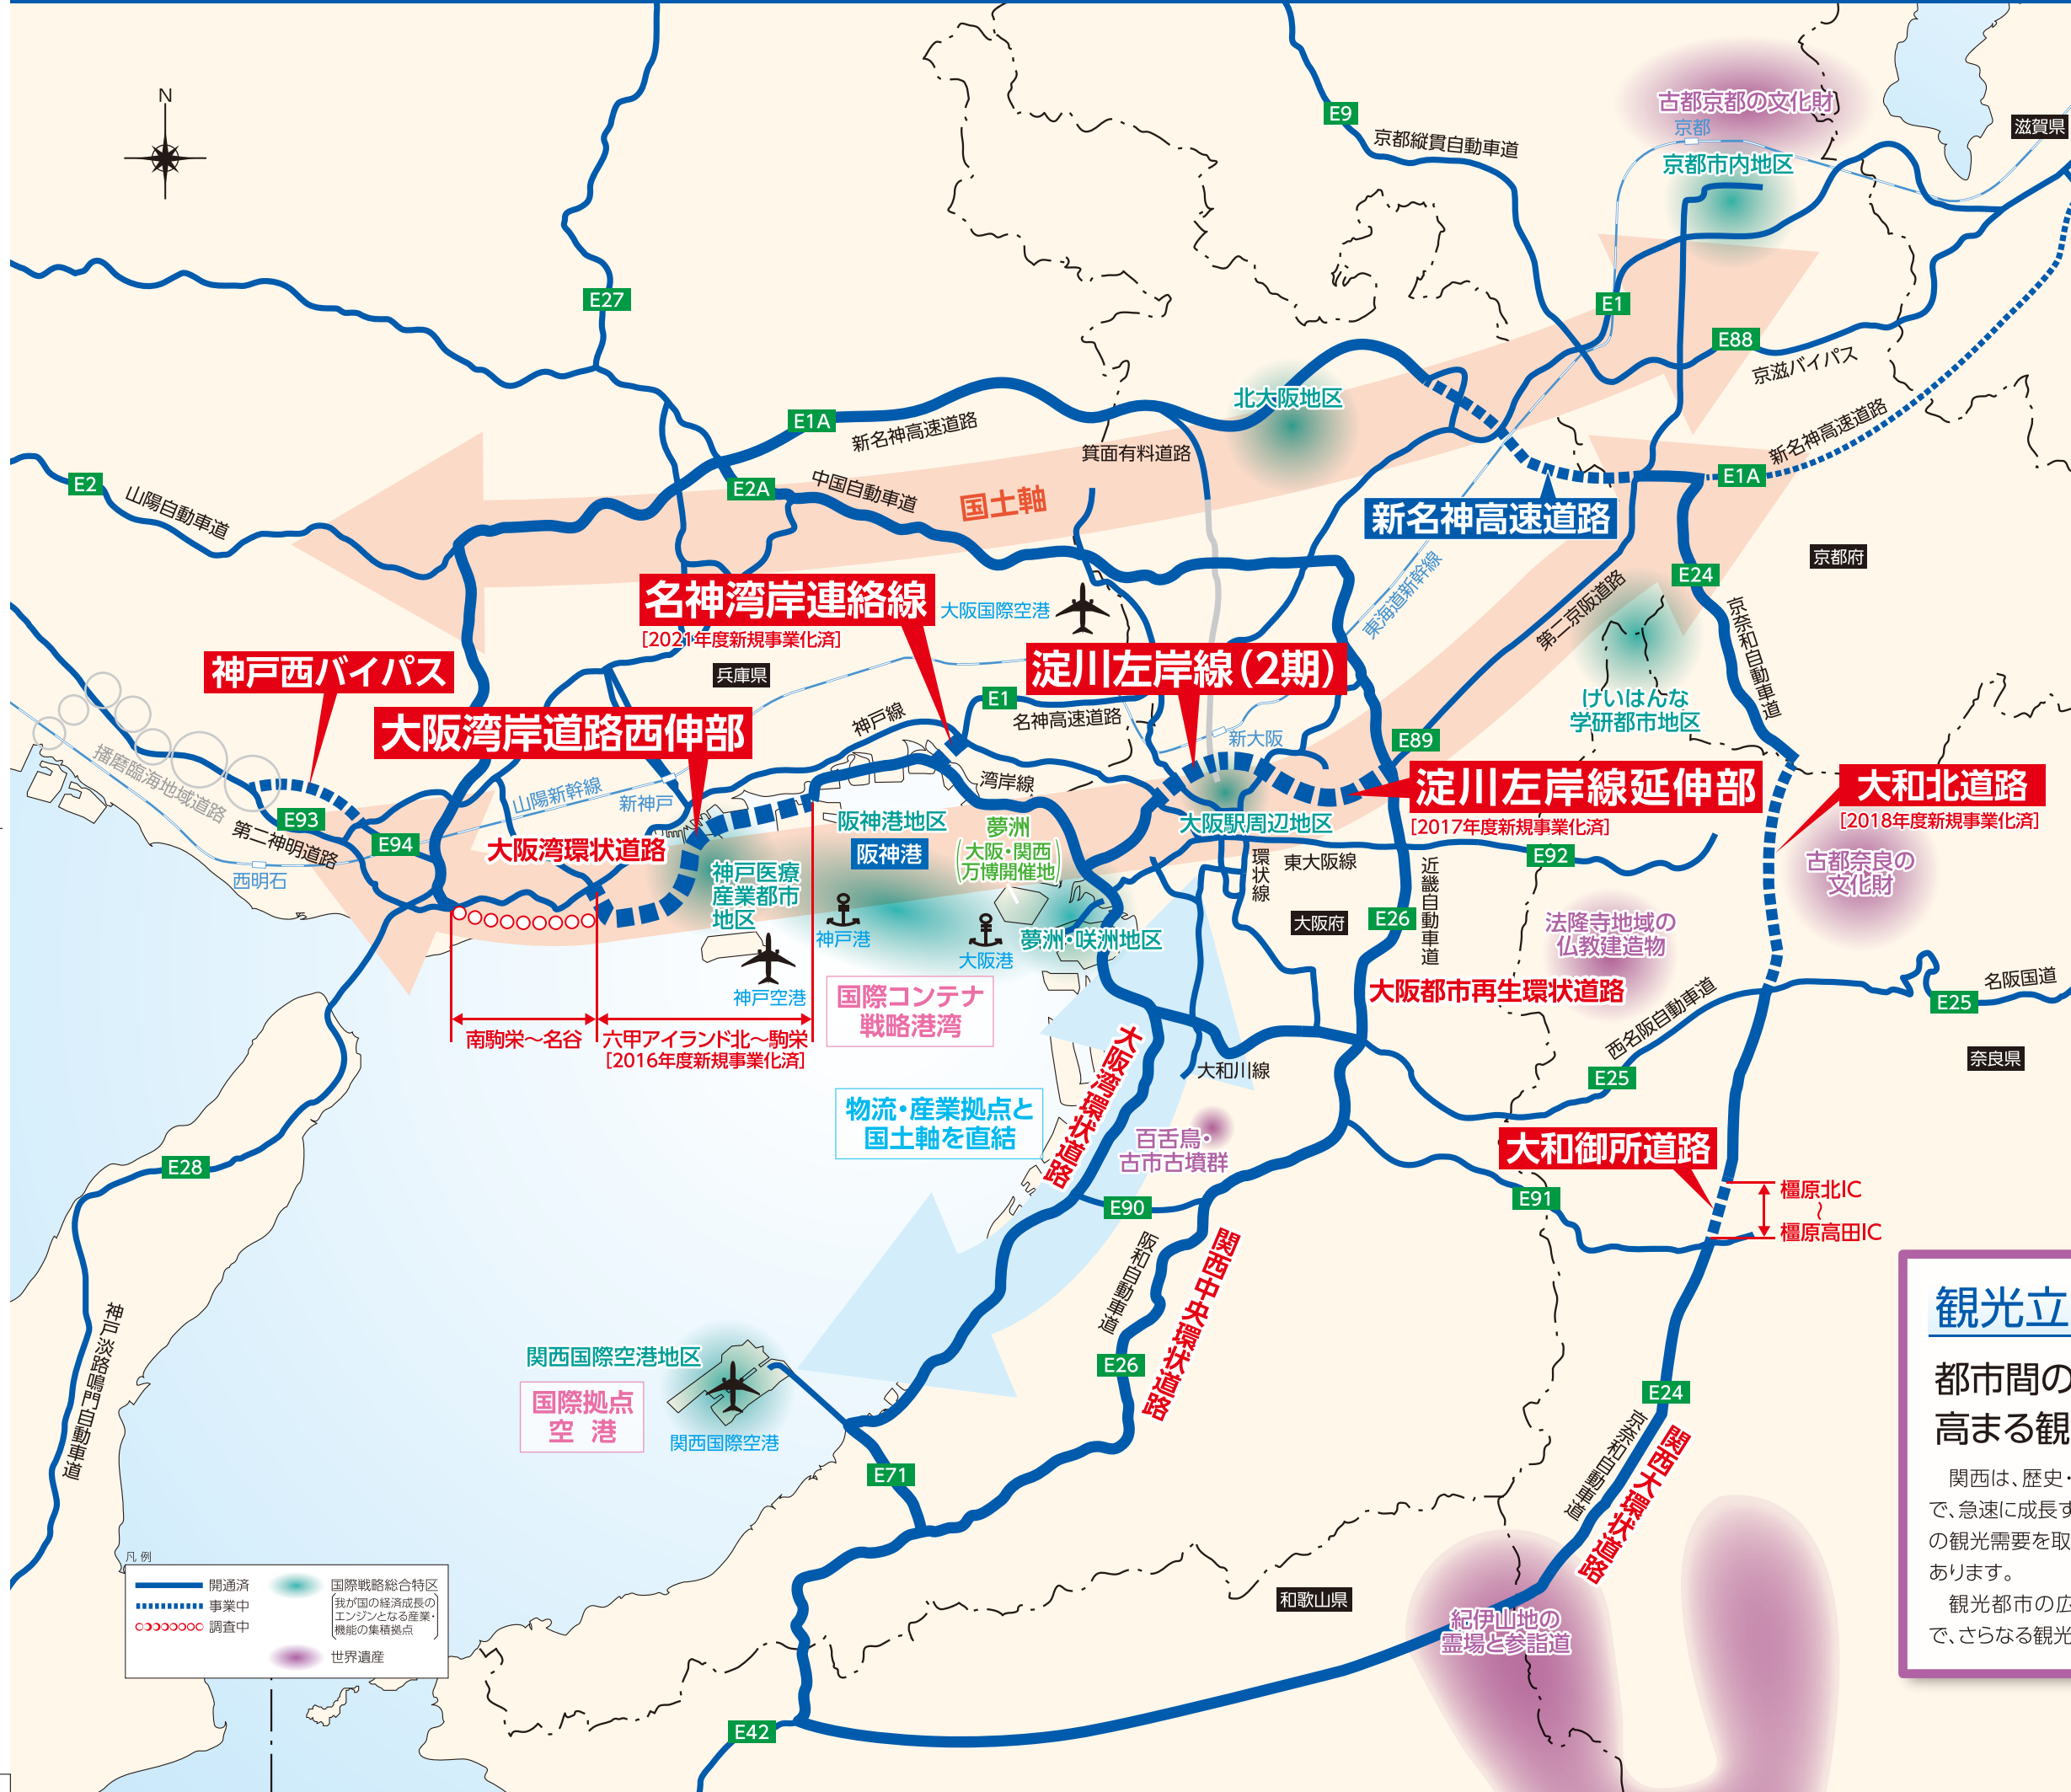 N
E9
京都縦貫自動車道
古都京都の文化財
京都
京都市内地区
滋賀県
E27
E1
E88
京滋バイパス
北大阪地区
E1A
新名神高速道路
箕面有料道路
新名神高速道路
E1A
E2
山陽自動車道
E2A
中国自動車道
国土軸
新名神高速道路
京都府
E24
京奈和自動車道
第二京阪道路
東海道新幹線
名神湾岸連絡線
[2021年度新規事業化済]
大阪国際空港
兵庫県
神戸西バイパス
淀川左岸線(2期)
けいはんな
学研都市地区
大阪湾岸道路西伸部
神戸線
E1
名神高速道路
新大阪
E89
播磨臨海地域道路
山陽新幹線
新神戸
湾岸線
淀川左岸線延伸部
[2017年度新規事業化済]
大和北道路
[2018年度新規事業化済]
E93
第二神明道路
E94
西明石
大阪湾環状道路
阪神港地区
阪神港
夢洲
(大阪・関西
万博開催地)
大阪駅周辺地区
環状線
東大阪線
近畿自動車道
E92
古都奈良の
文化財
神戸医療
産業都市
地区
神戸港
大阪港
夢洲・咲洲地区
大阪府
E26
法隆寺地域の
仏教建造物
神戸空港
国際コンテナ
戦略港湾
大阪都市再生環状道路
西名阪自動車道
名阪国道
E25
南駒栄~名谷
六甲アイランド北~駒栄
[2016年度新規事業化済]
大和川線
E25
奈良県
大阪湾環状道路
物流・産業拠点と
国土軸を直結
百舌鳥・
古市古墳群
大和御所道路
E28
E90
E91
橿原北IC
~
橿原高田IC
阪和自動車道
関西中央環状道路
神戸淡路鳴門自動車道
関西国際空港地区
国際拠点
空 港
関西国際空港
E26
E24
京奈和自動車道
関西大環状道路
E71
観光立
都市間の
高まる観
関西は、歴史・
で、急速に成長す
の観光需要を取
あります。
観光都市の広
で、さらなる観光
凡 例
開通済
事業中
調査中
国際戦略総合特区
(我が国の経済成長の
エンジンとなる産業・
機能の集積拠点)
世界遺産
和歌山県
紀伊山地の
霊場と参詣道
E42